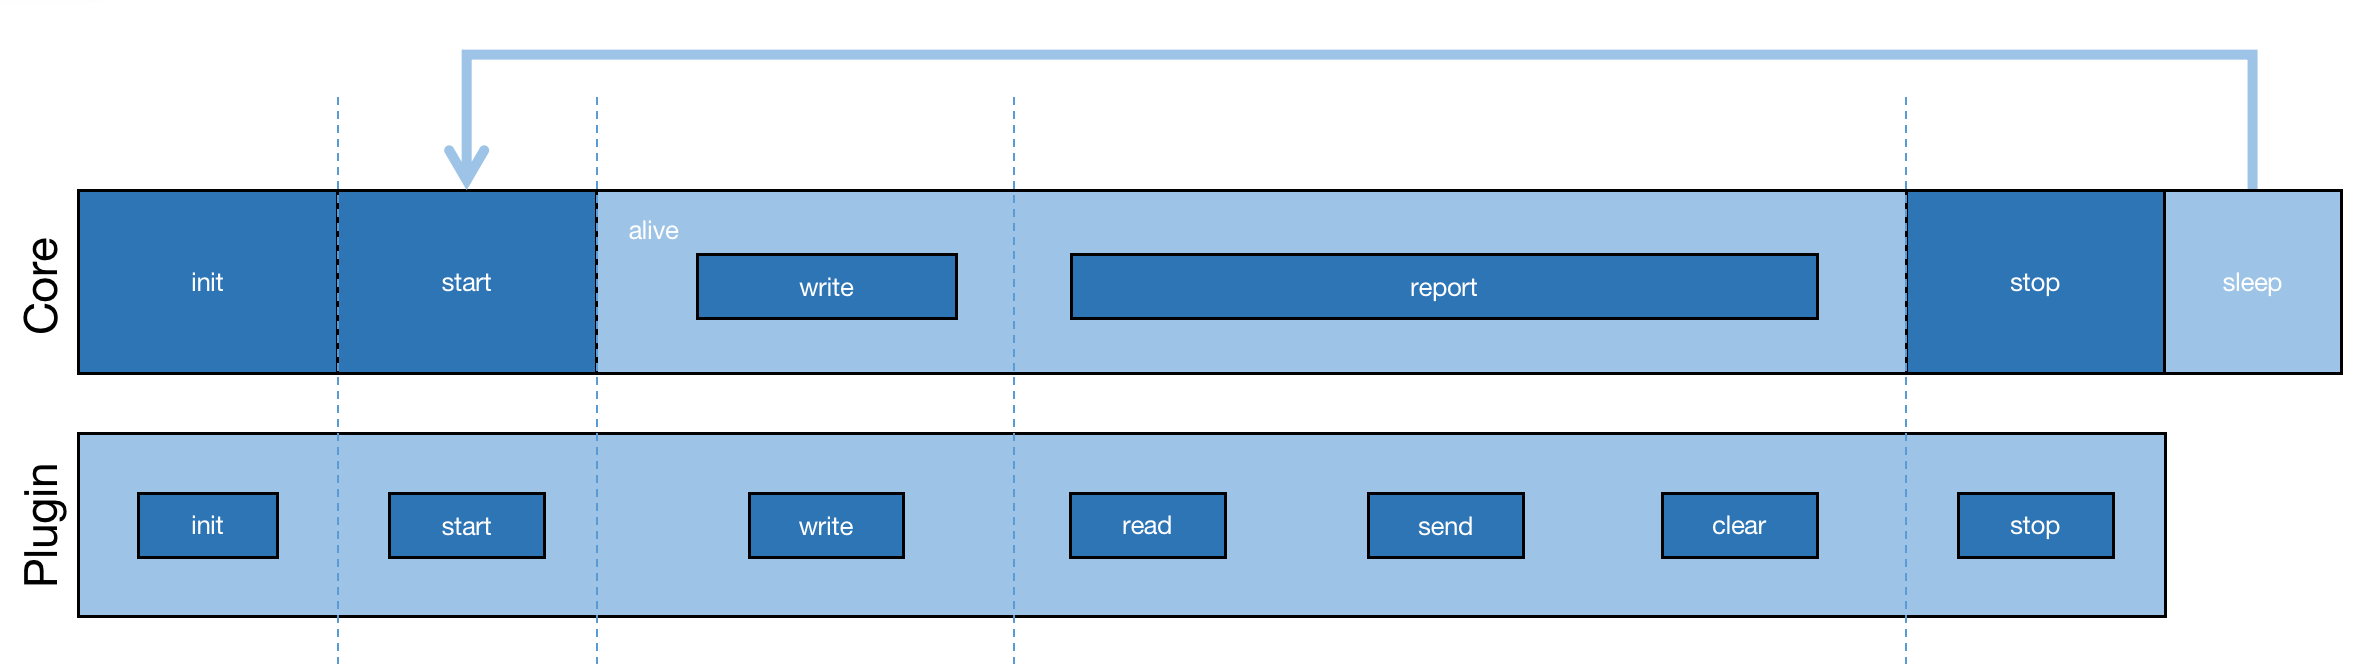 Core
init
start
alive
write
report
stop
sleep
Plugin
init
start
write
read
send
clear
stop